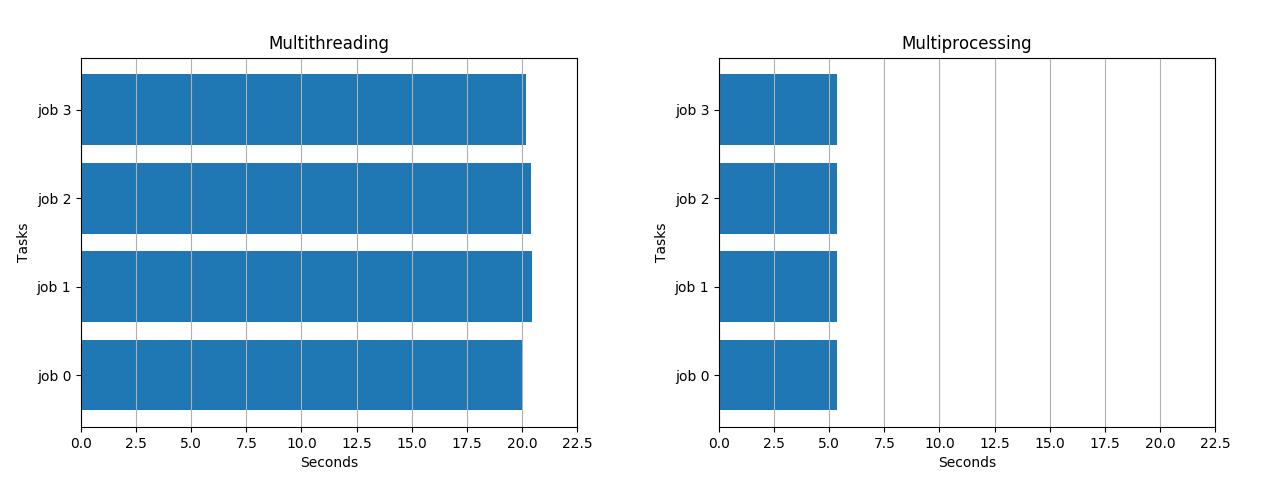 Multithreading
job 3
job 2
job 1
job 0
Tasks
0.0 2.5 5.0 7.5 10.0 12.5 15.0 17.5 20.0 22.5
Seconds
Multiprocessing
job 3
job 2
job 1
job 0
Tasks
0.0 2.5 5.0 7.5 10.0 12.5 15.0 17.5 20.0 22.5
Seconds